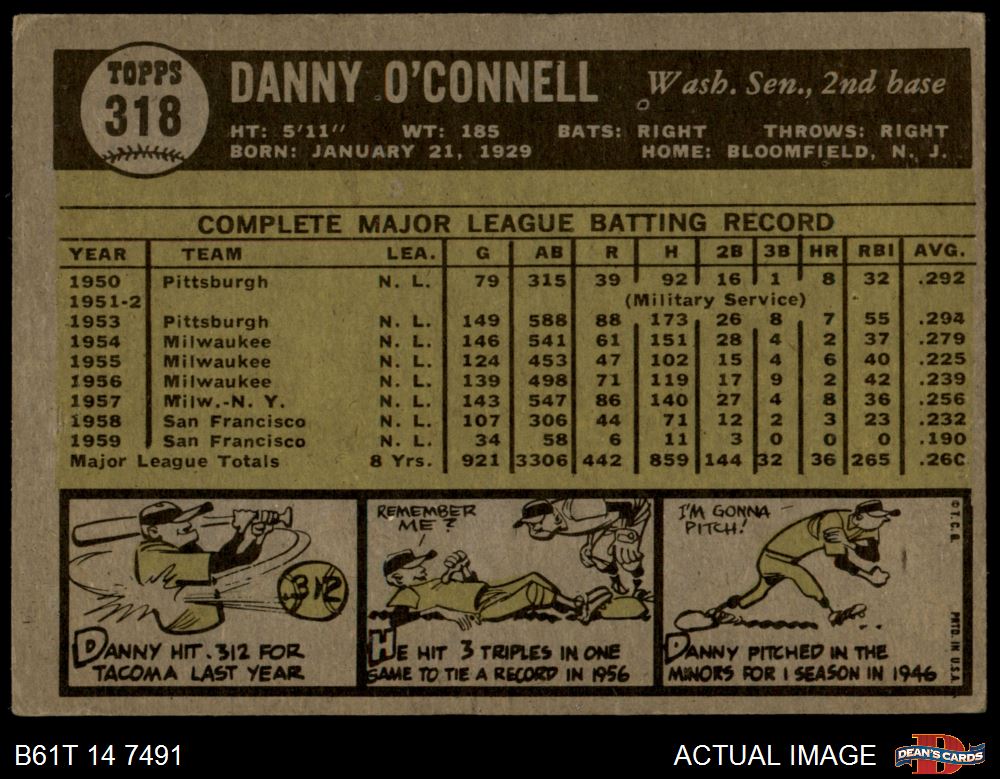 TOPPS
318
DANNY O'CONNELL Wash. Sen., 2nd base
HT: 5'11" WT: 185 BATS: RIGHT THROWS: RIGHT
BORN: JANUARY 21, 1929 HOME: BLOOMFIELD, N. J.
COMPLETE MAJOR LEAGUE BATTING RECORD
YEAR TEAM LEA. G AB R H 2B 3B HR RBI AVG.
1950 Pittsburgh N. L. 79 315 39 92 16 1 8 32 .292
1951-2 (Military Service)
1953 Pittsburgh N. L. 149 588 88 173 26 8 7 55 .294
1954 Milwaukee N. L. 146 541 61 151 28 4 2 37 .279
1955 Milwaukee N. L. 124 453 47 102 15 4 6 40 .225
1956 Milwaukee N. L. 139 498 71 119 17 9 2 42 .239
1957 Milw.-N. Y. N. L. 143 547 86 140 27 4 8 36 .256
1958 San Francisco N. L. 107 306 44 71 12 2 3 23 .232
1959 San Francisco N. L. 34 58 6 11 3 0 0 0 .190
Major League Totals 8 Yrs. 921 3306 442 859 144 32 36 265 .260
312
DANNY HIT .312 FOR
TACOMA LAST YEAR
REMEMBER
ME?
HE HIT 3 TRIPLES IN ONE
GAME TO TIE A RECORD IN 1956
I'M GONNA
PITCH!
DANNY PITCHED IN THE
MINORS FOR 1 SEASON IN 1946
© T. C. G. PRTD. IN U.S.A.
B61T 14 7491 ACTUAL IMAGE DEAN'S CARDS